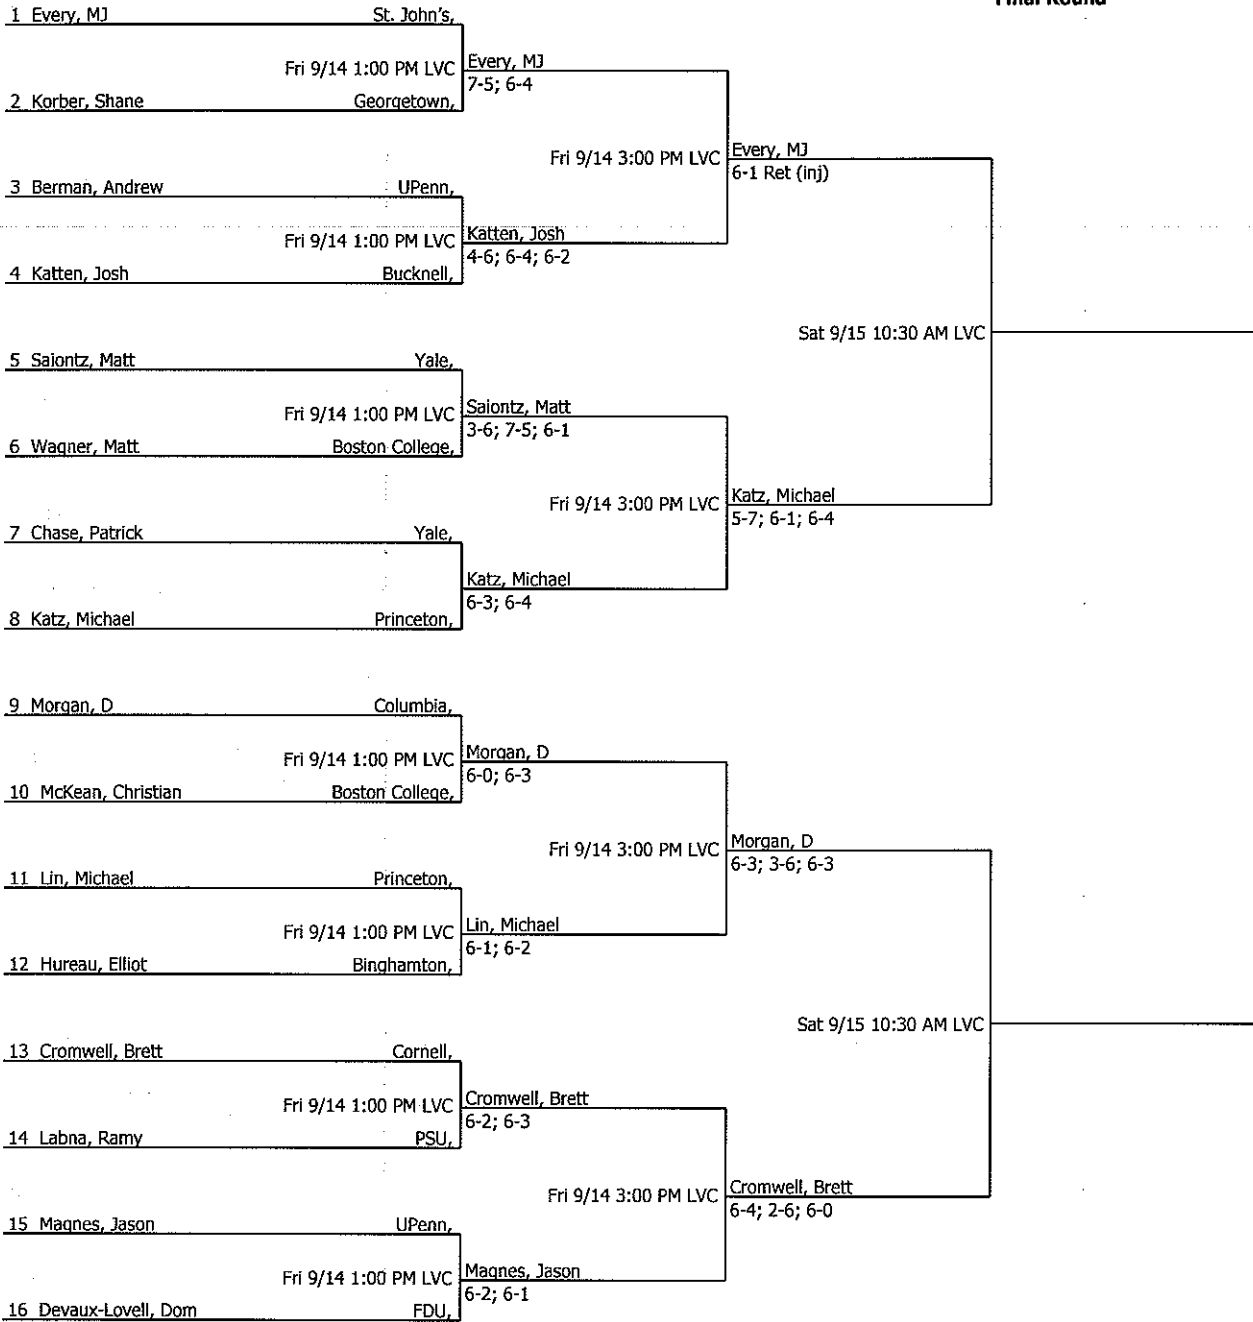 Final Round
1 Every, MJ St. John's,
Fri 9/14 1:00 PM LVC Every, MJ
7-5; 6-4
2 Korber, Shane Georgetown,
Fri 9/14 3:00 PM LVC Every, MJ
6-1 Ret (inj)
3 Berman, Andrew UPenn,
Fri 9/14 1:00 PM LVC Katten, Josh
4-6; 6-4; 6-2
4 Katten, Josh Bucknell,
Sat 9/15 10:30 AM LVC
5 Saiontz, Matt Yale,
Fri 9/14 1:00 PM LVC Saiontz, Matt
3-6; 7-5; 6-1
6 Wagner, Matt Boston College,
Fri 9/14 3:00 PM LVC Katz, Michael
5-7; 6-1; 6-4
7 Chase, Patrick Yale,
Katz, Michael
6-3; 6-4
8 Katz, Michael Princeton,
9 Morgan, D Columbia,
Fri 9/14 1:00 PM LVC Morgan, D
6-0; 6-3
10 McKean, Christian Boston College,
Fri 9/14 3:00 PM LVC Morgan, D
6-3; 3-6; 6-3
11 Lin, Michael Princeton,
Fri 9/14 1:00 PM LVC Lin, Michael
6-1; 6-2
12 Hureau, Elliot Binghamton,
Sat 9/15 10:30 AM LVC
13 Cromwell, Brett Cornell,
Fri 9/14 1:00 PM LVC Cromwell, Brett
6-2; 6-3
14 Labna, Ramy PSU,
Fri 9/14 3:00 PM LVC Cromwell, Brett
6-4; 2-6; 6-0
15 Magnes, Jason UPenn,
Fri 9/14 1:00 PM LVC Magnes, Jason
6-2; 6-1
16 Devaux-Lovell, Dom FDU,